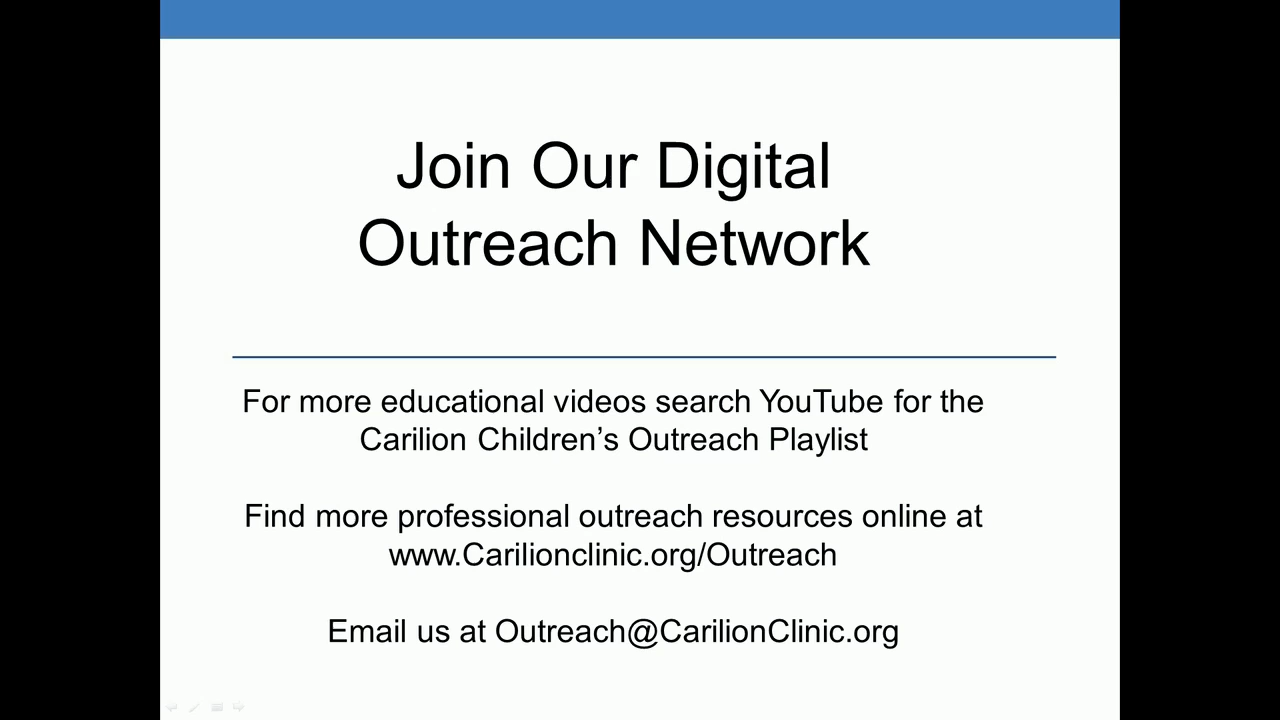 Join Our Digital
Outreach Network
For more educational videos search YouTube for the
Carilion Children’s Outreach Playlist
Find more professional outreach resources online at
www.Carilionclinic.org/Outreach
Email us at Outreach@CarilionClinic.org